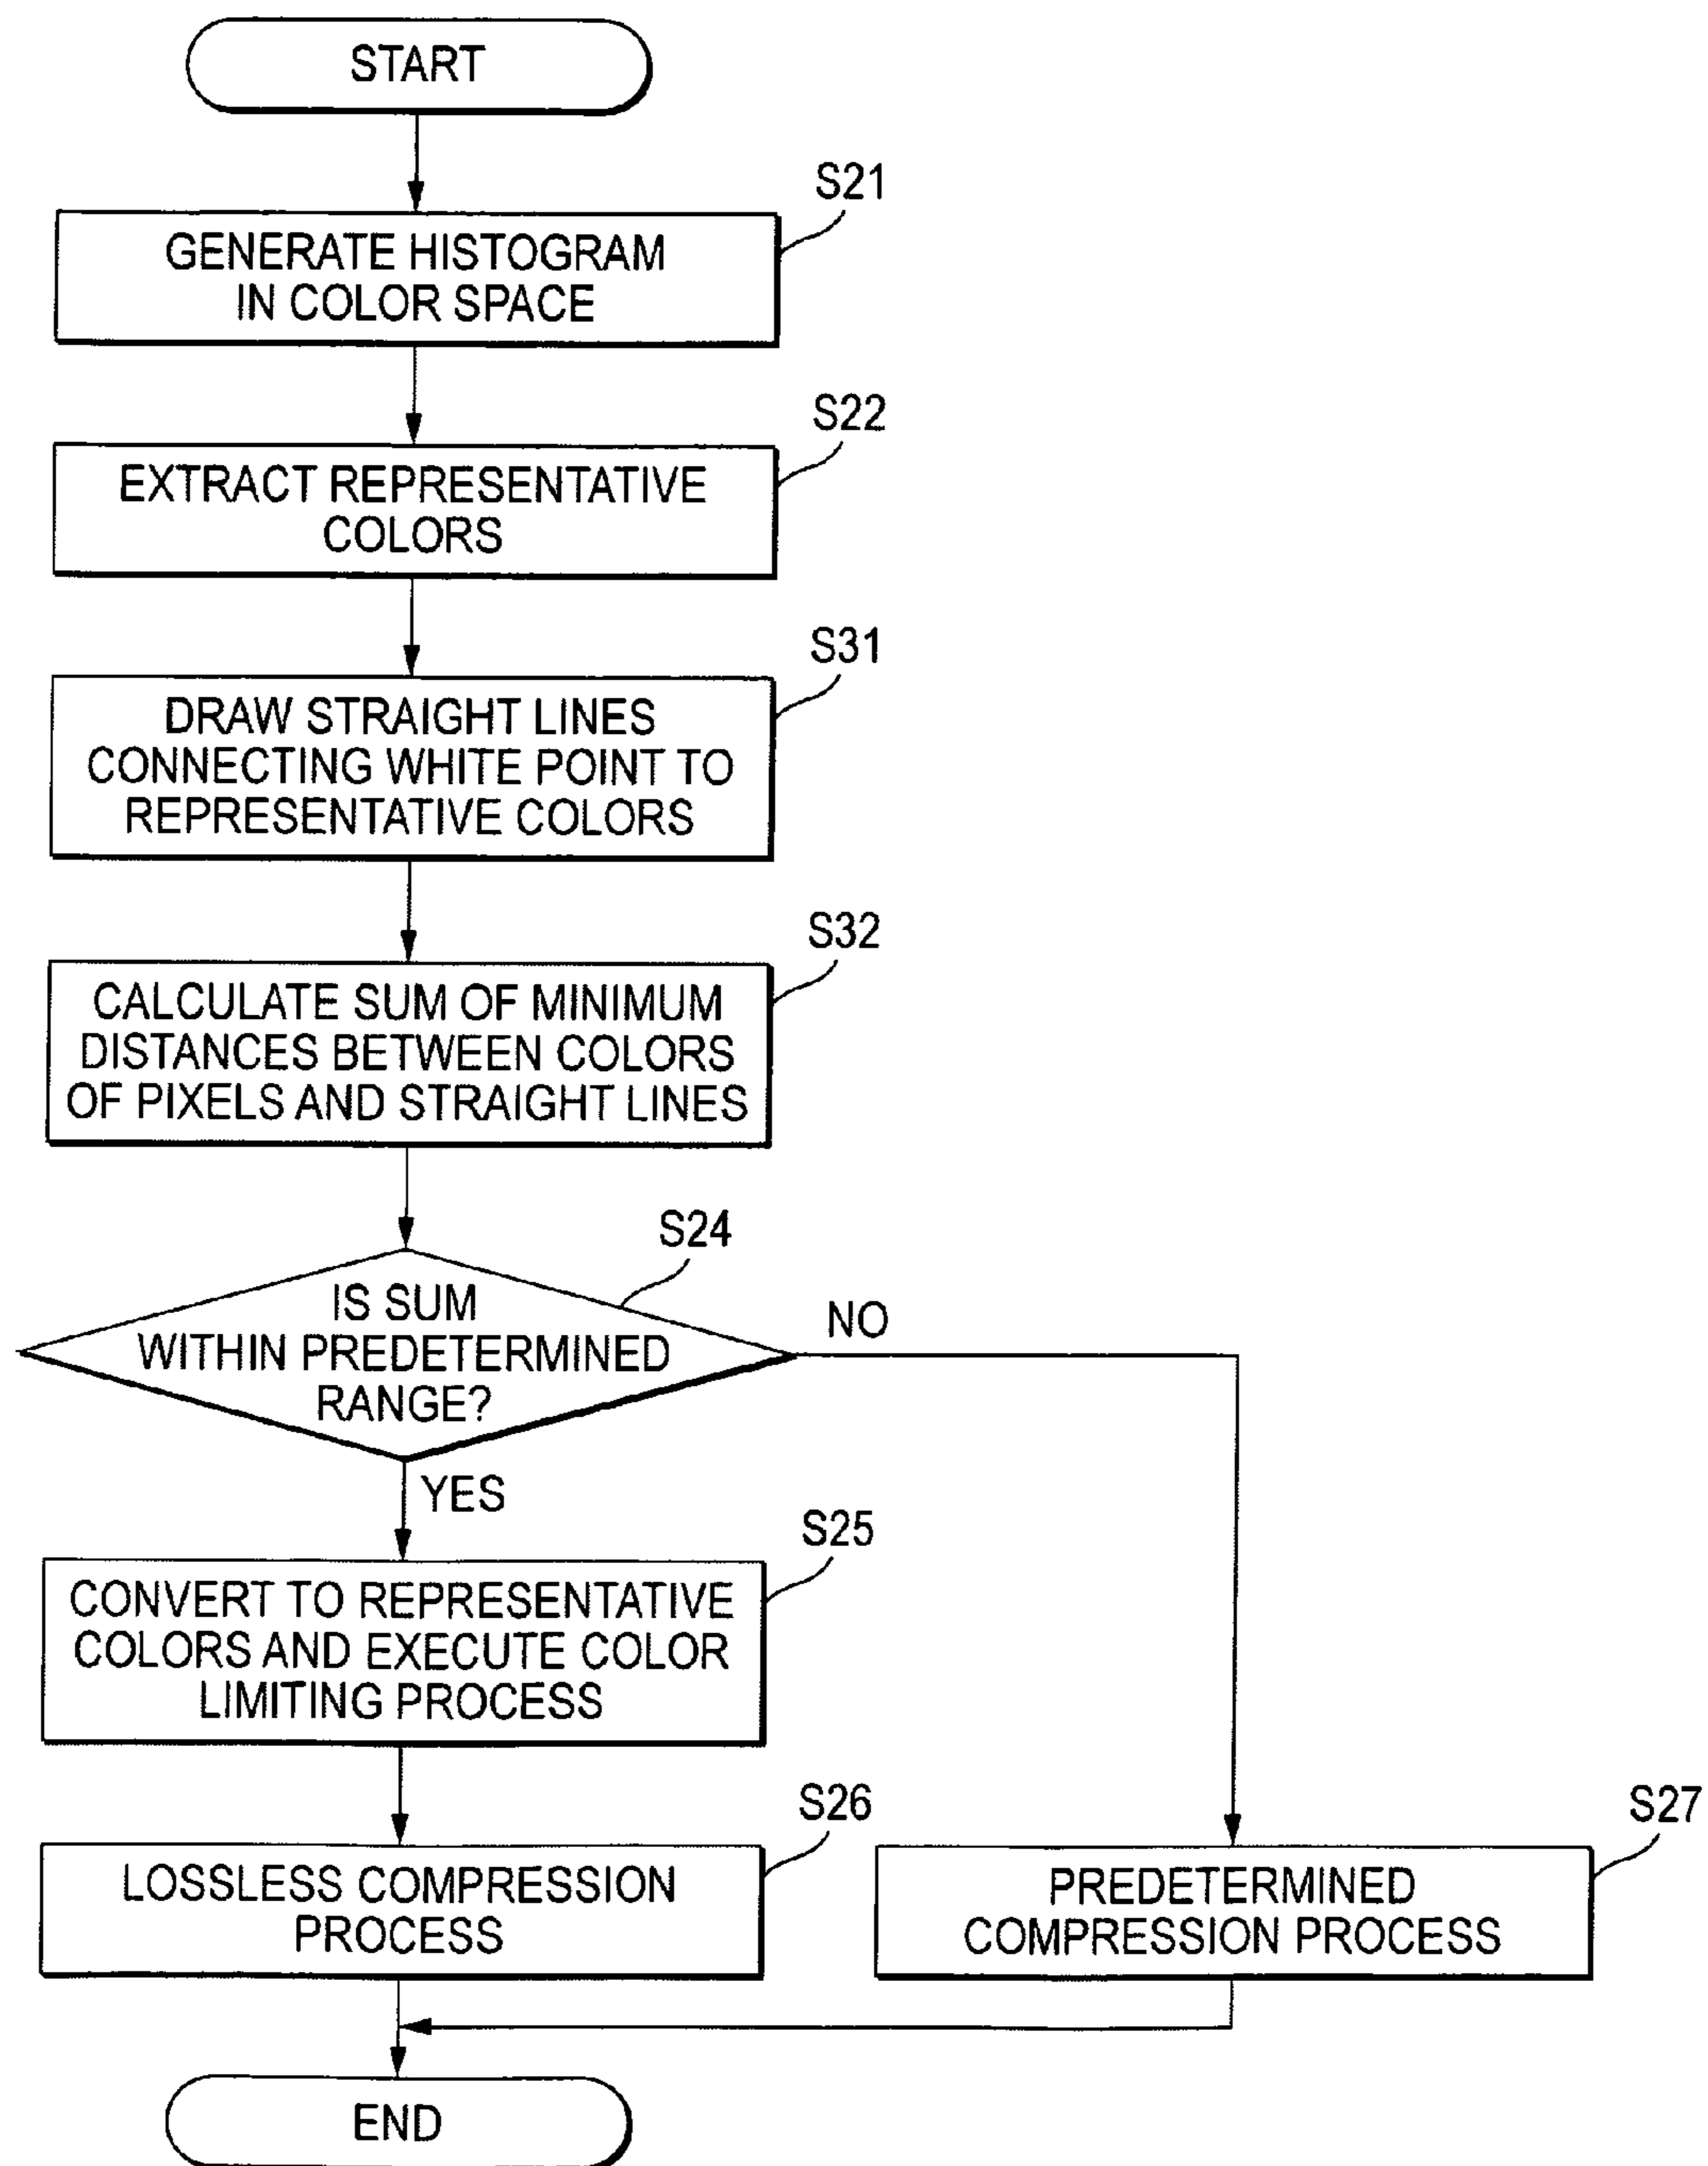 START
S21
GENERATE HISTOGRAM
IN COLOR SPACE
S22
EXTRACT REPRESENTATIVE
COLORS
S31
DRAW STRAIGHT LINES
CONNECTING WHITE POINT TO
REPRESENTATIVE COLORS
S32
CALCULATE SUM OF MINIMUM
DISTANCES BETWEEN COLORS
OF PIXELS AND STRAIGHT LINES
S24
IS SUM
WITHIN PREDETERMINED
RANGE?
NO
YES
S25
CONVERT TO REPRESENTATIVE
COLORS AND EXECUTE COLOR
LIMITING PROCESS
S26
LOSSLESS COMPRESSION
PROCESS
S27
PREDETERMINED
COMPRESSION PROCESS
END